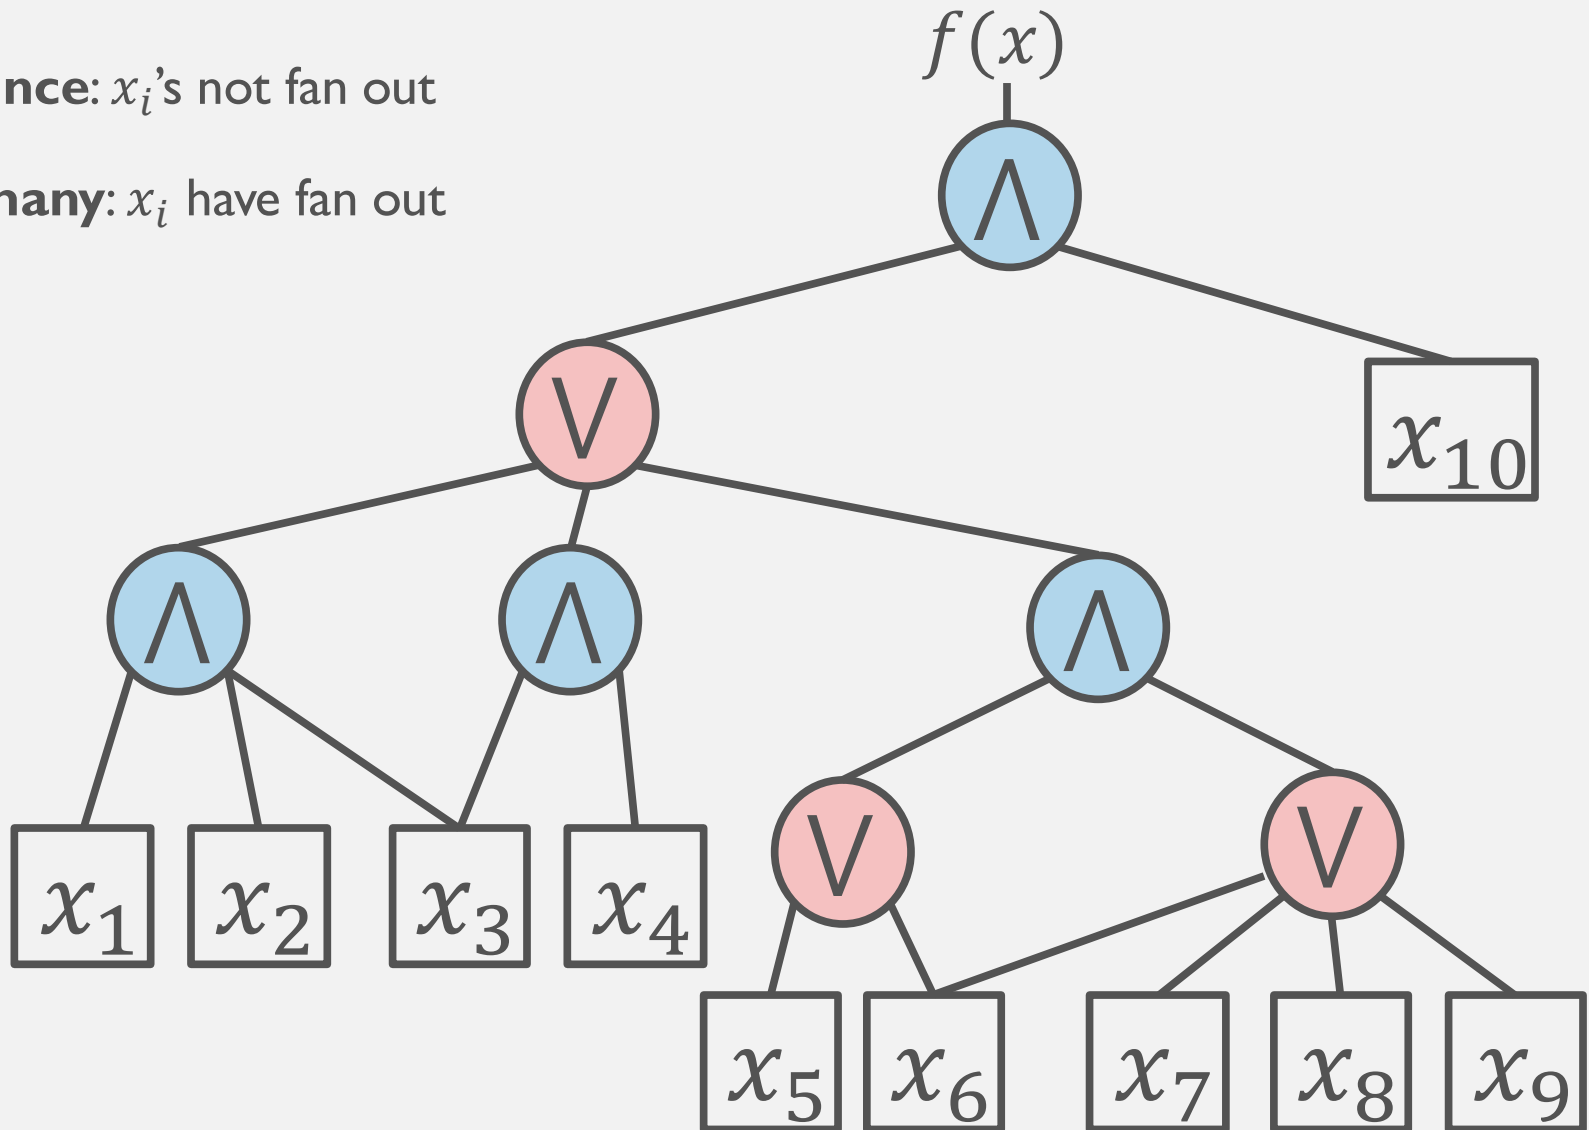 f(x)
nce: xᵢ's not fan out
nany: xᵢ have fan out
Λ
V
x₁₀
Λ Λ Λ
V V
x₁ x₂ x₃ x₄
x₅ x₆ x₇ x₈ x₉